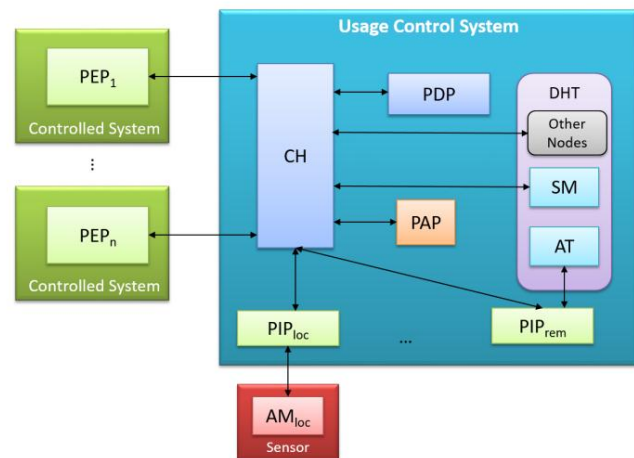 Usage Control System
PEP1
Controlled System
⋮
PEPn
Controlled System
CH
PDP
DHT
Other
Nodes
SM
PAP
AT
PIPloc
...
PIPrem
AMloc
Sensor